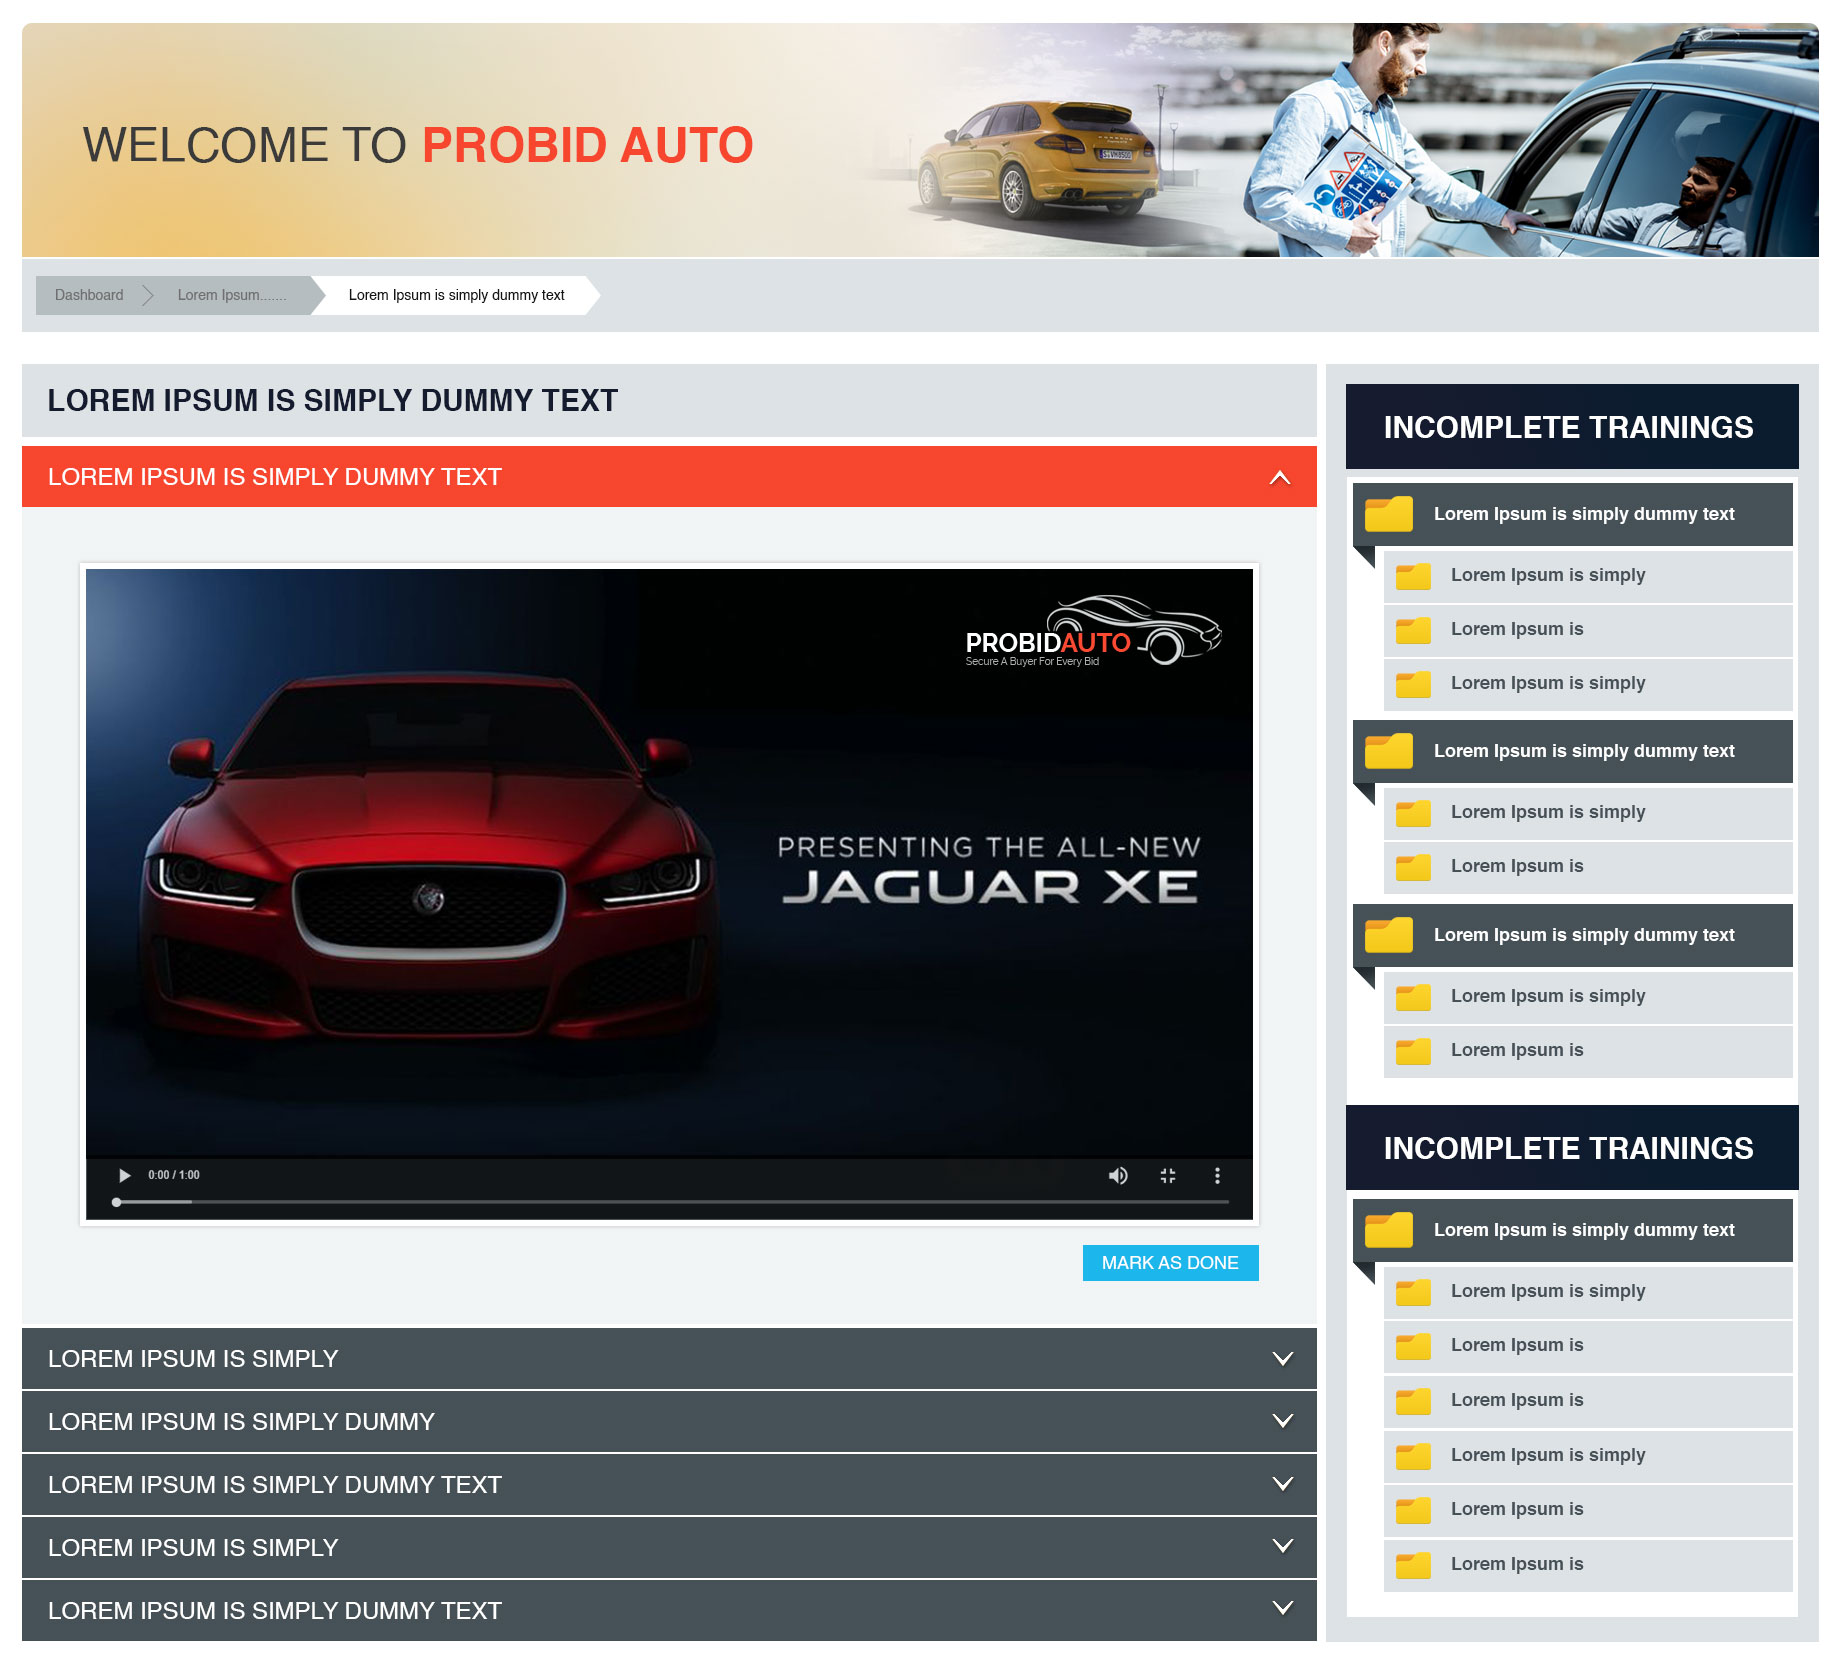 WELCOME TO PROBID AUTO
Dashboard
Lorem Ipsum.......
Lorem Ipsum is simply dummy text
LOREM IPSUM IS SIMPLY DUMMY TEXT
LOREM IPSUM IS SIMPLY DUMMY TEXT
PROBIDAUTO
Secure A Buyer For Every Bid
PRESENTING THE ALL-NEW
JAGUAR XE
0:00 / 1:00
MARK AS DONE
LOREM IPSUM IS SIMPLY
LOREM IPSUM IS SIMPLY DUMMY
LOREM IPSUM IS SIMPLY DUMMY TEXT
LOREM IPSUM IS SIMPLY
LOREM IPSUM IS SIMPLY DUMMY TEXT
INCOMPLETE TRAININGS
Lorem Ipsum is simply dummy text
Lorem Ipsum is simply
Lorem Ipsum is
Lorem Ipsum is simply
Lorem Ipsum is simply dummy text
Lorem Ipsum is simply
Lorem Ipsum is
Lorem Ipsum is simply dummy text
Lorem Ipsum is simply
Lorem Ipsum is
INCOMPLETE TRAININGS
Lorem Ipsum is simply dummy text
Lorem Ipsum is simply
Lorem Ipsum is
Lorem Ipsum is
Lorem Ipsum is simply
Lorem Ipsum is
Lorem Ipsum is